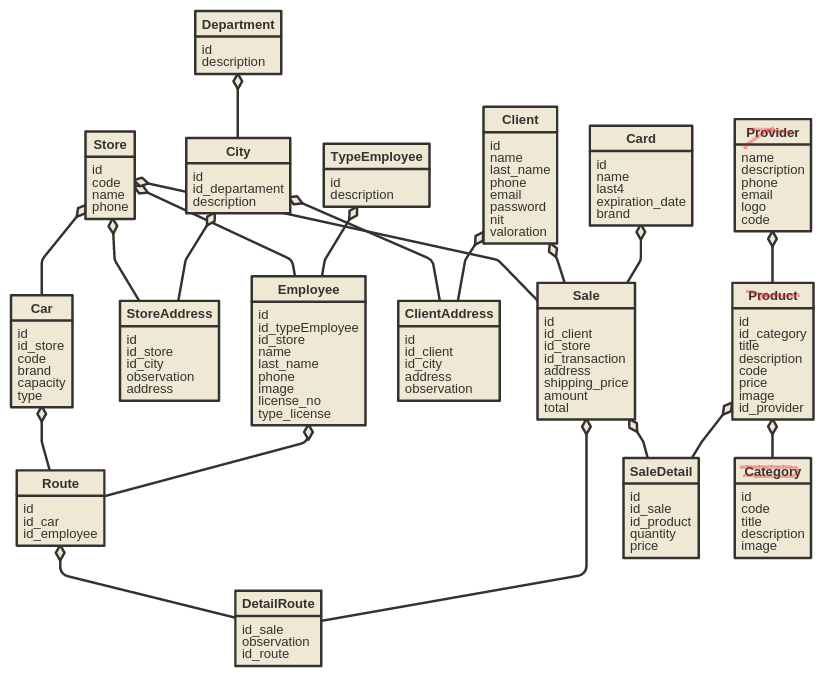 Department
id
description
Store
id
code
name
phone
City
id
id_departament
description
TypeEmployee
id
description
Client
id
name
last_name
phone
email
password
nit
valoration
Card
id
name
last4
expiration_date
brand
Provider
name
description
phone
email
logo
code
Car
id
id_store
code
brand
capacity
type
StoreAddress
id
id_store
id_city
observation
address
Employee
id
id_typeEmployee
id_store
name
last_name
phone
image
license_no
type_license
ClientAddress
id
id_client
id_city
address
observation
Sale
id
id_client
id_store
id_transaction
address
shipping_price
amount
total
Product
id
id_category
title
description
code
price
image
id_provider
Route
id
id_car
id_employee
SaleDetail
id
id_sale
id_product
quantity
price
Category
id
code
title
description
image
DetailRoute
id_sale
observation
id_route